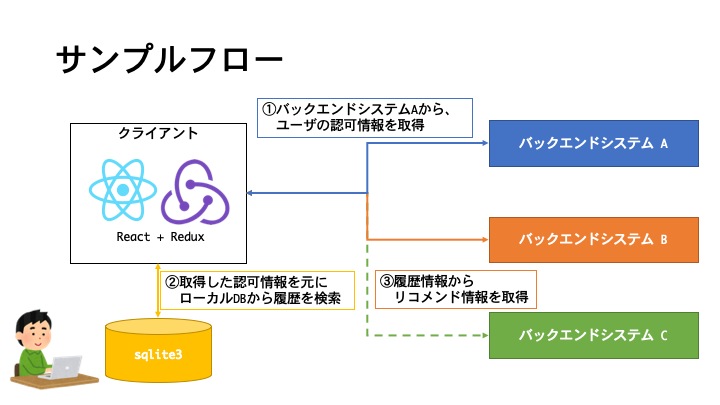 サンプルフロー
①バックエンドシステムAから、
ユーザの認可情報を取得
クライアント
バックエンドシステム A
React + Redux
バックエンドシステム B
②取得した認可情報を元に
ローカルDBから履歴を検索
③履歴情報から
リコメンド情報を取得
バックエンドシステム C
sqlite3